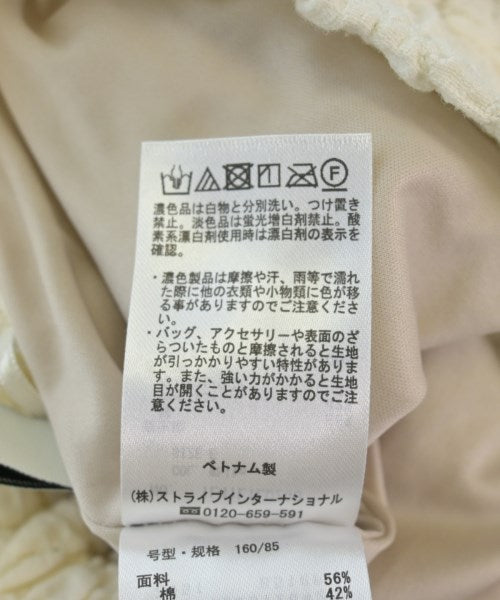 F
濃色品は白物と分別洗い。つけ置き
禁止。淡色品は蛍光増白剤禁止。酸
素系漂白剤使用時は漂白剤の表示を
確認。
・濃色製品は摩擦や汗、雨等で濡れ
た際に他の衣類や小物類に色が移
る事がありますのでご注意ください。
・バッグ、アクセサリーや表面のざ
らついたものと摩擦されると生地
が引っかかりやすい特性がありま
す。また、強い力がかかると生地
目が開くことがありますのでご注
意ください。
ベトナム製
(株)ストライプインターナショナル
☎ 0120-659-591
号型・规格 160/85
面料 56%
棉 42%